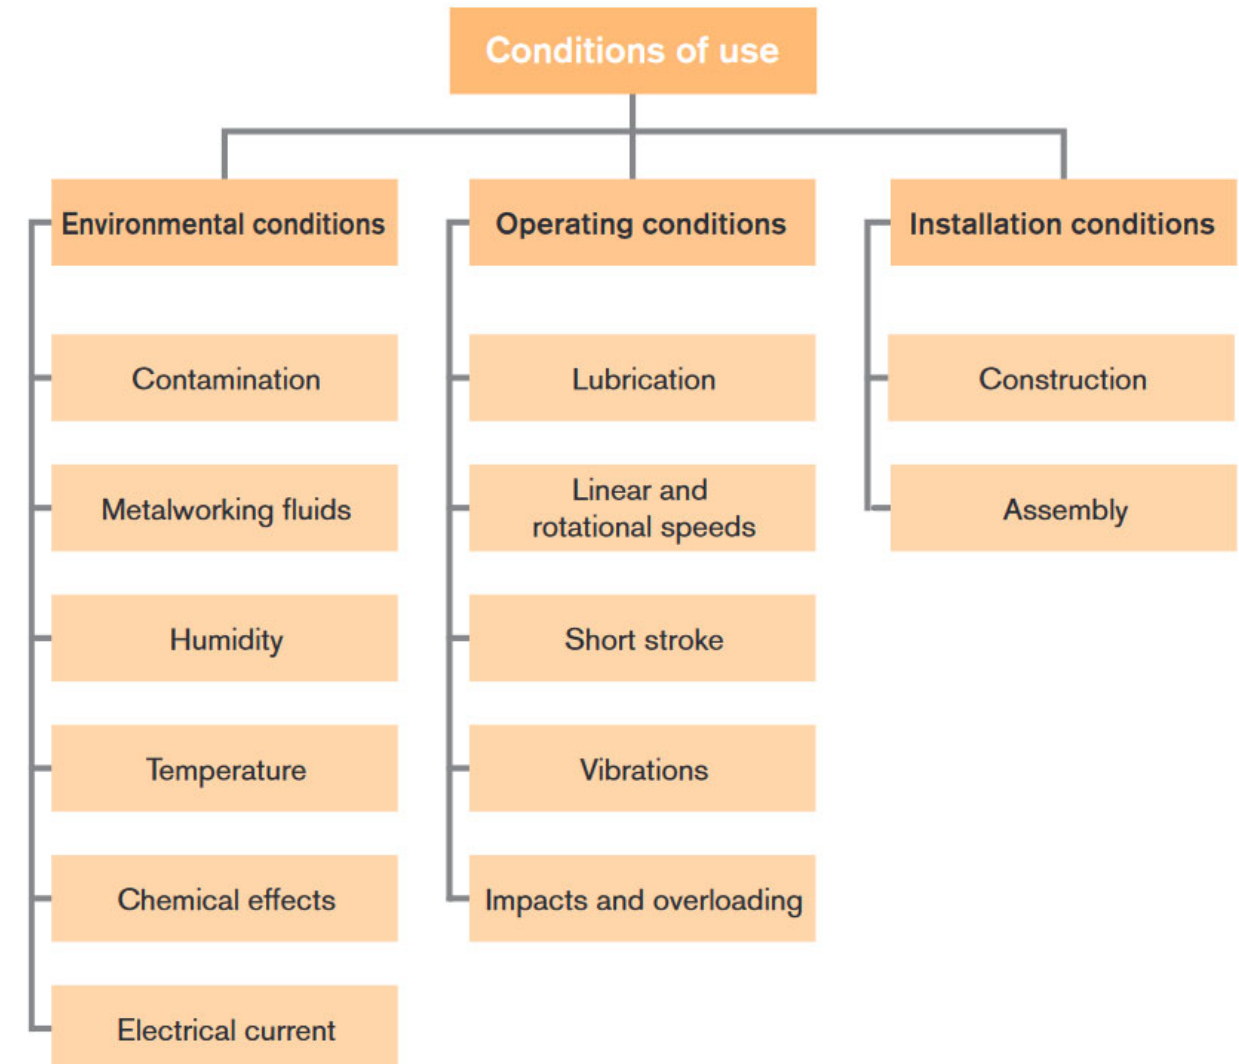 Conditions of use
Environmental conditions
Contamination
Metalworking fluids
Humidity
Temperature
Chemical effects
Electrical current
Operating conditions
Lubrication
Linear and
rotational speeds
Short stroke
Vibrations
Impacts and overloading
Installation conditions
Construction
Assembly